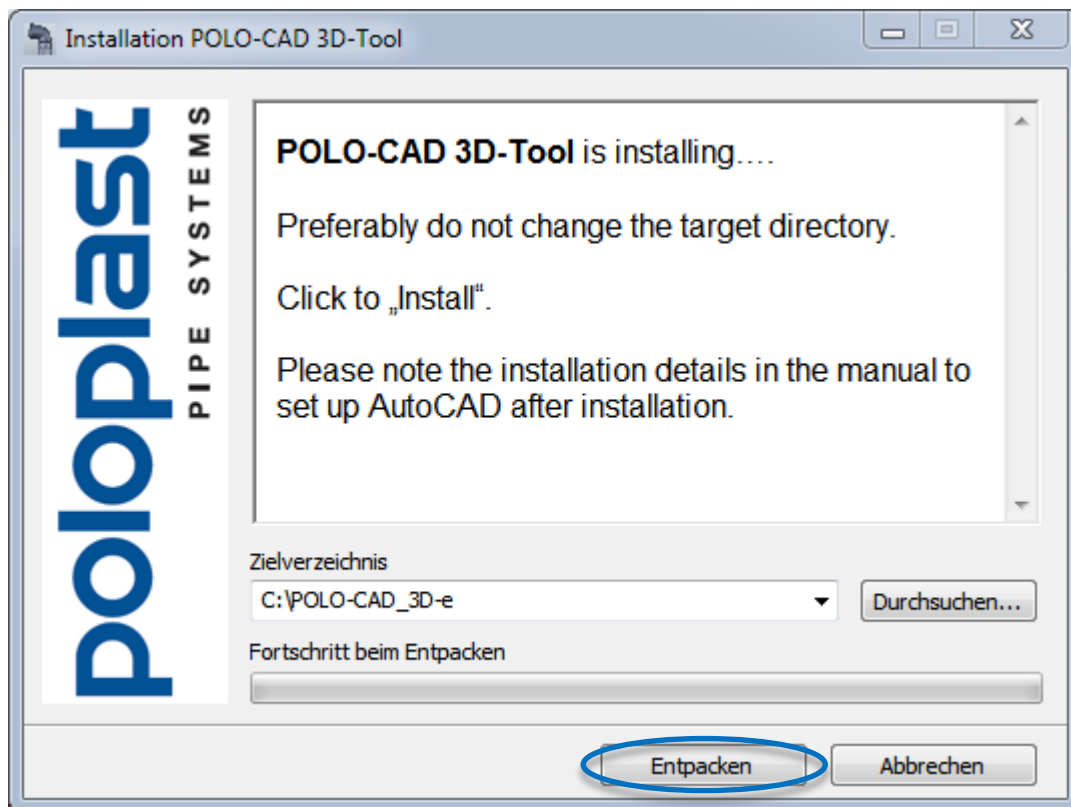 Installation POLO-CAD 3D-Tool
poloplast
PIPE SYSTEMS
POLO-CAD 3D-Tool is installing....
Preferably do not change the target directory.
Click to „Install“.
Please note the installation details in the manual to
set up AutoCAD after installation.
Zielverzeichnis
C:\POLO-CAD_3D-e
Durchsuchen...
Fortschritt beim Entpacken
Entpacken
Abbrechen